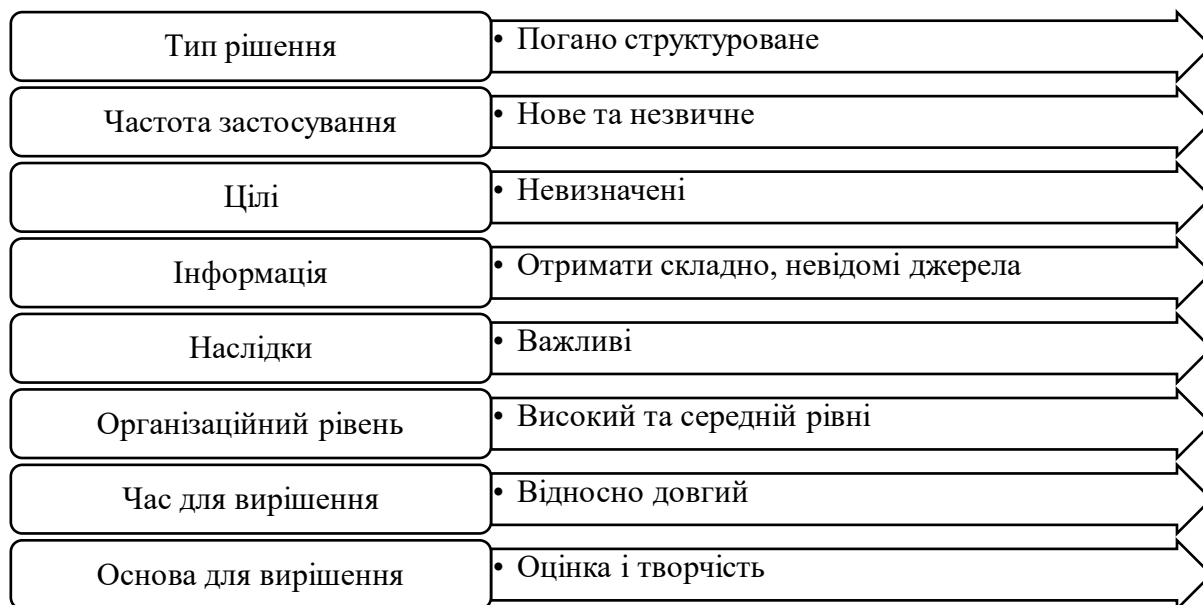 Тип рішення
• Погано структуроване
Частота застосування
• Нове та незвичне
Цілі
• Невизначені
Інформація
• Отримати складно, невідомі джерела
Наслідки
• Важливі
Організаційний рівень
• Високий та середній рівні
Час для вирішення
• Відносно довгий
Основа для вирішення
• Оцінка і творчість